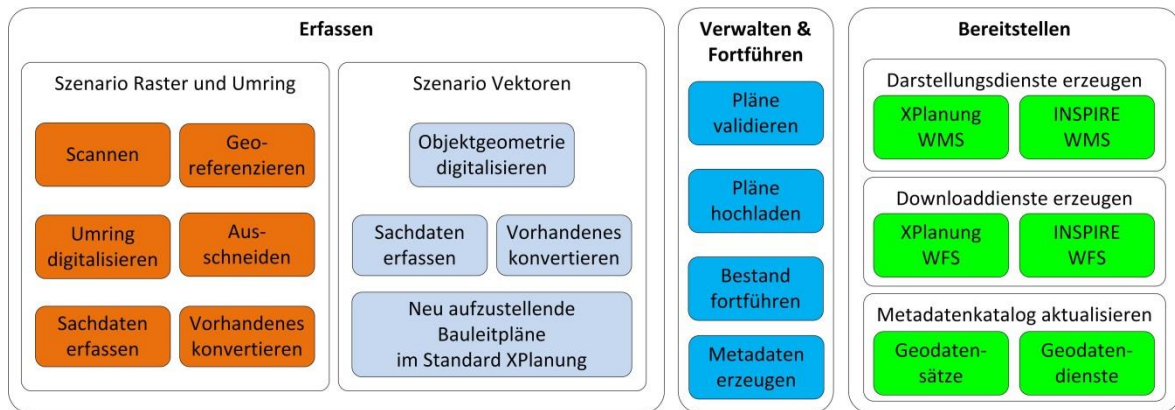 Erfassen
Szenario Raster und Umring
Scannen
Geo-
referenzieren
Umring
digitalisieren
Aus-
schneiden
Sachdaten
erfassen
Vorhandenes
konvertieren
Szenario Vektoren
Objektgeometrie
digitalisieren
Sachdaten
erfassen
Vorhandenes
konvertieren
Neu aufzustellende
Bauleitpläne
im Standard XPlanung
Verwalten &
Fortführen
Pläne
validieren
Pläne
hochladen
Bestand
fortführen
Metadaten
erzeugen
Bereitstellen
Darstellungsdienste erzeugen
XPlanung
WMS
INSPIRE
WMS
Downloaddienste erzeugen
XPlanung
WFS
INSPIRE
WFS
Metadatenkatalog aktualisieren
Geodaten-
sätze
Geodaten-
dienste